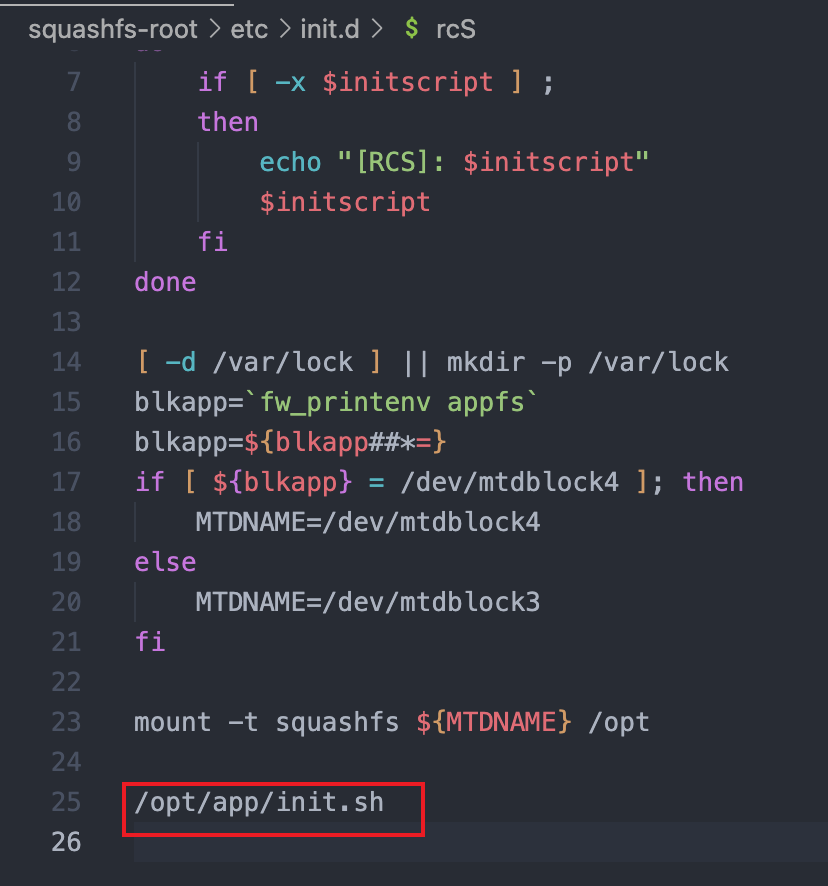 squashfs-root > etc > init.d > $ rcS
7 if [ -x $initscript ] ;
8 then
9 echo "[RCS]: $initscript"
10 $initscript
11 fi
12 done
13
14 [ -d /var/lock ] || mkdir -p /var/lock
15 blkapp=`fw_printenv appfs`
16 blkapp=${blkapp##*=}
17 if [ ${blkapp} = /dev/mtdblock4 ]; then
18 MTDNAME=/dev/mtdblock4
19 else
20 MTDNAME=/dev/mtdblock3
21 fi
22
23 mount -t squashfs ${MTDNAME} /opt
24
25 /opt/app/init.sh
26